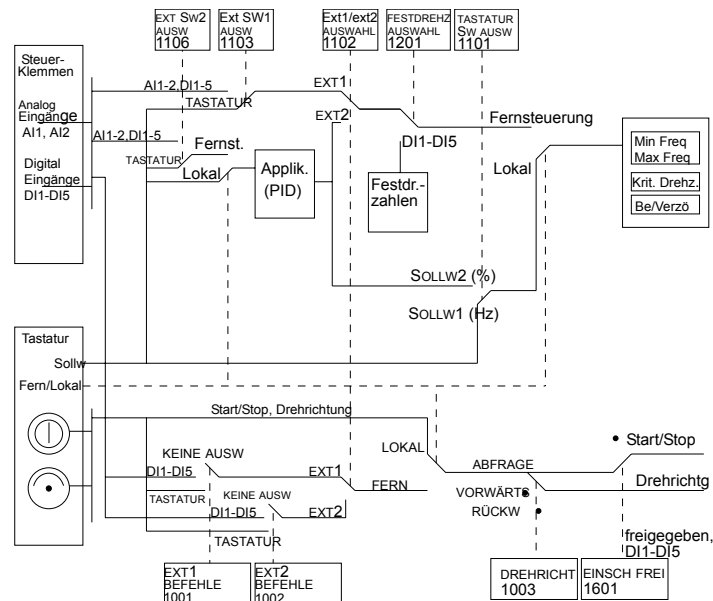 EXT SW2
AUSW
1106
Ext SW1
AUSW
1103
Ext1/ext2
AUSWAHL
1102
FESTDREHZ
AUSWAHL
1201
TASTATUR
SW AUSW
1101
Steuer-
Klemmen
Analog
Eingänge
AI1, AI2
Digital
Eingänge
DI1-DI5
AI1-2,DI1-5
TASTATUR
EXT1
EXT2
Fernsteuerung
AI1-2,DI1-5
Fernst.
TASTATUR
Lokal
Applik.
(PID)
DI1-DI5
Festdr.-
zahlen
Lokal
Min Freq
Max Freq
Krit. Drehz.
Be/Verzö
SOLLW2 (%)
SOLLW1 (Hz)
Tastatur
Sollw
Fern/Lokal
Start/Stop, Drehrichtung
LOKAL
Start/Stop
KEINE AUSW
ABFRAGE
DI1-DI5
EXT1
FERN
Drehrichtg
TASTATUR
KEINE AUSW
VORWÄRTS
DI1-DI5
EXT2
RÜCKW
TASTATUR
freigegeben,
DI1-DI5
EXT1
BEFEHLE
1001
EXT2
BEFEHLE
1002
DREHRICHT
1003
EINSCH FREI
1601